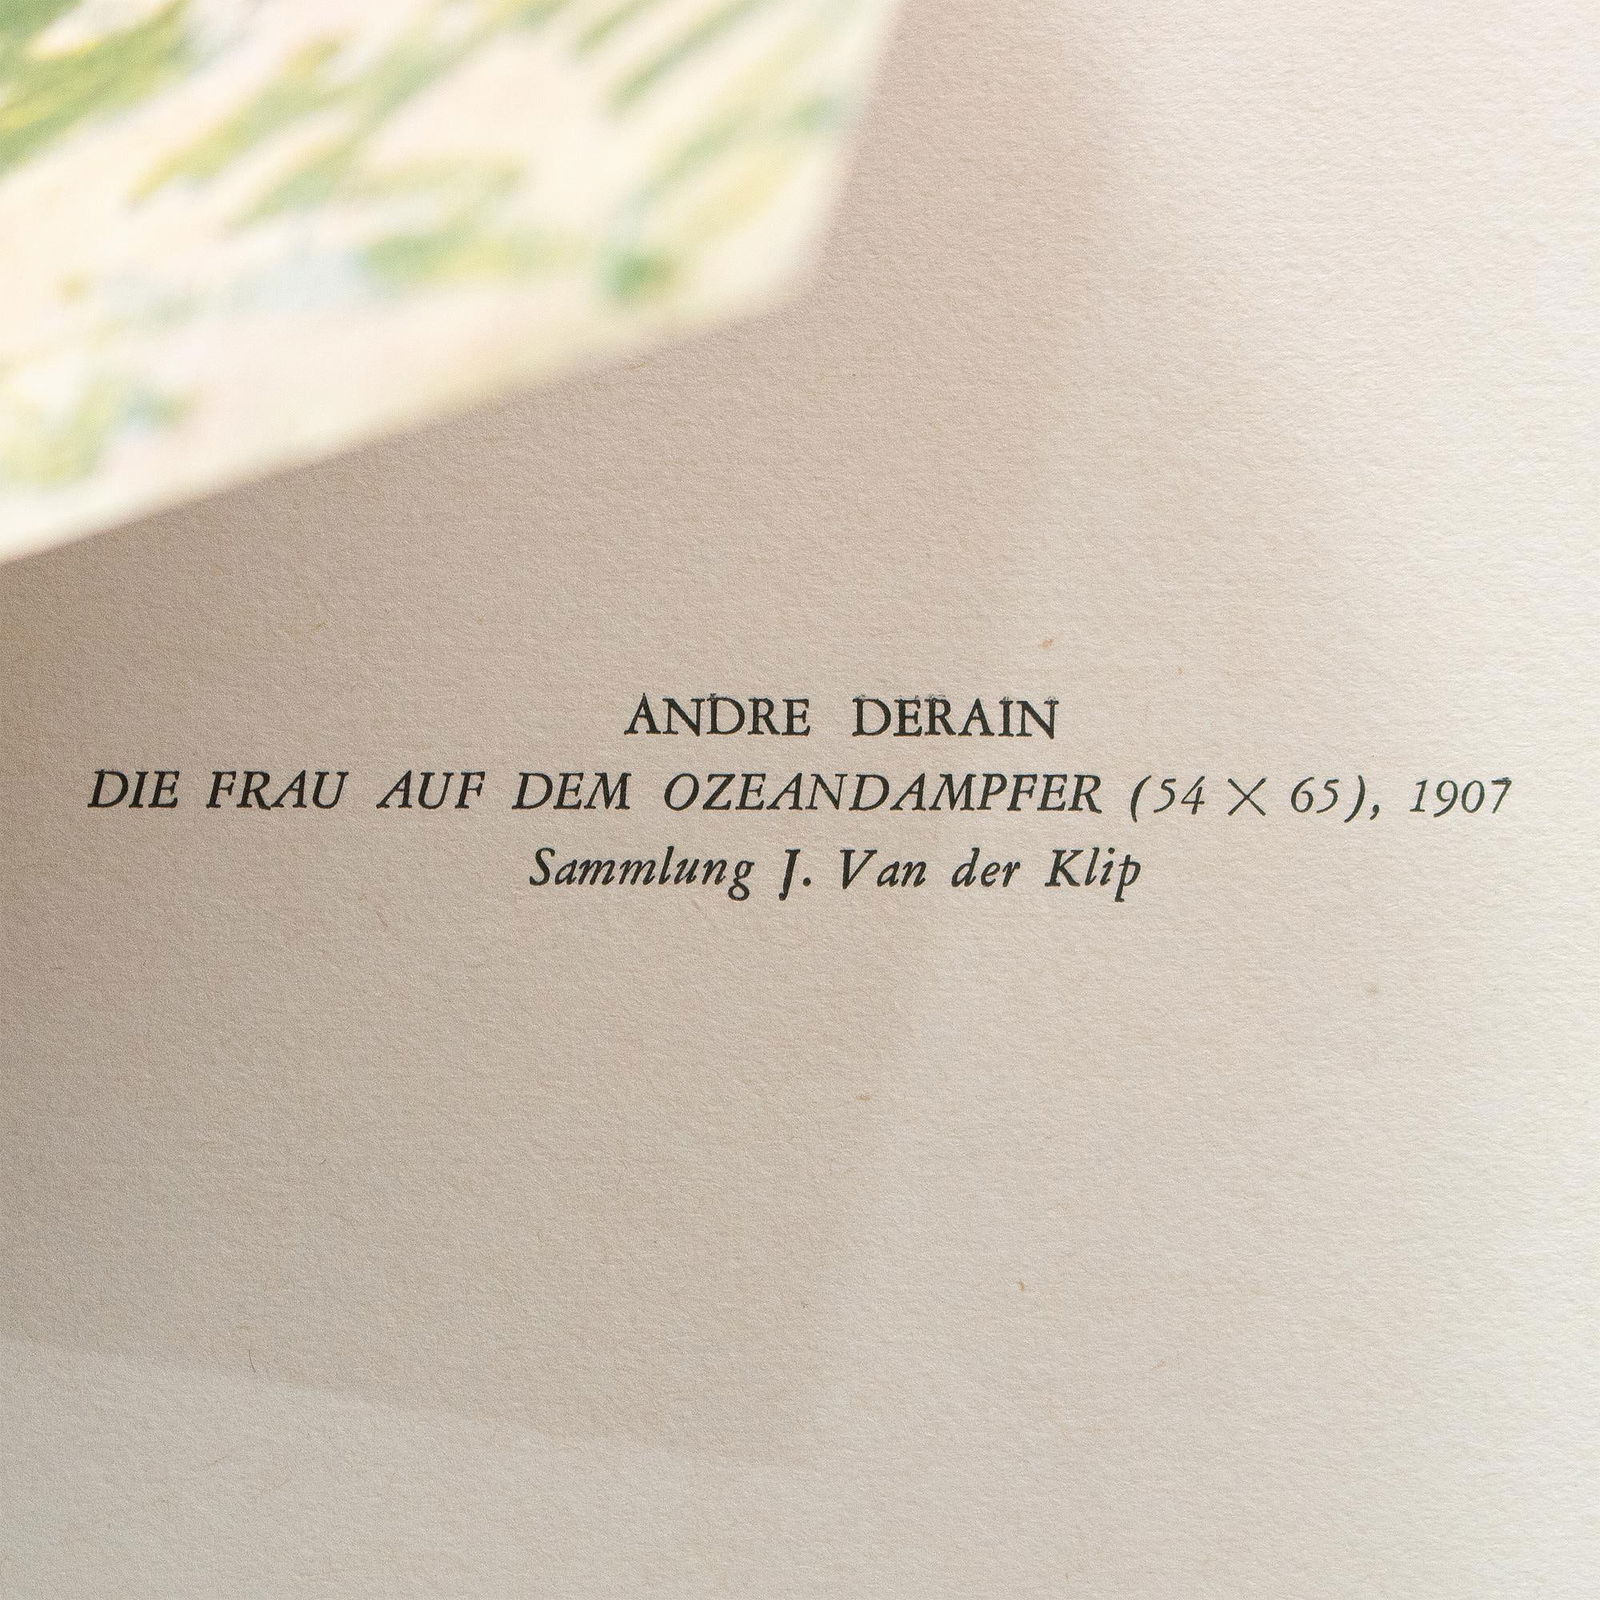 ANDRE DERAIN
DIE FRAU AUF DEM OZEANDAMPFER (54 × 65), 1907
Sammlung J. Van der Klip